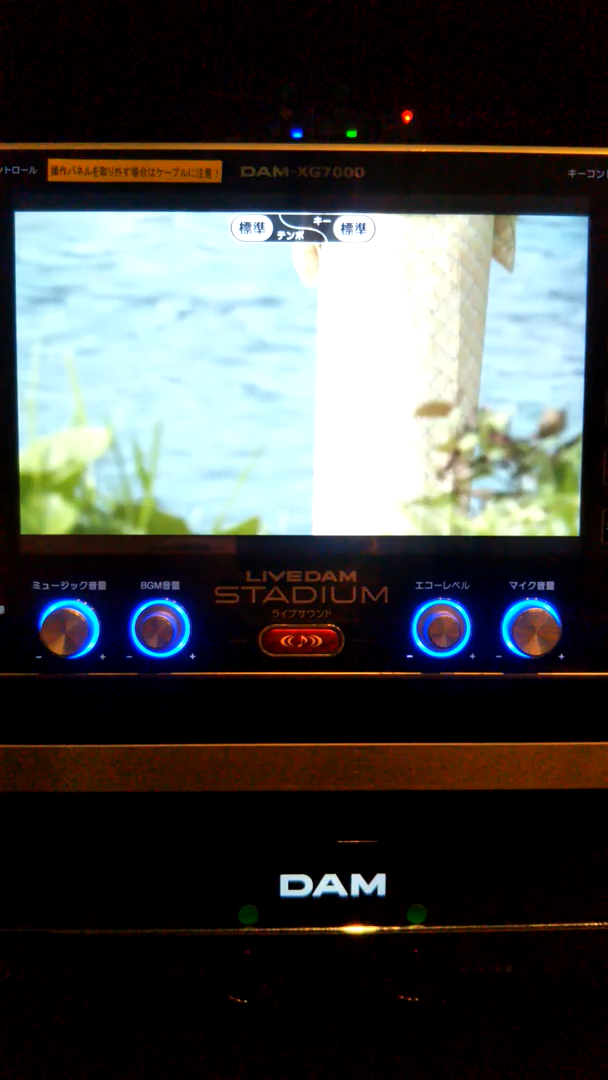 ントロール
操作パネルを取り外す場合はケーブルに注意！
DAM-XG7000
キーコン
標準
キー
テンポ
標準
ミュージック音量
BGM音量
LIVEDAM
STADIUM
ライブサウンド
エコーレベル
マイク音量
- +
- +
- +
- +
DAM